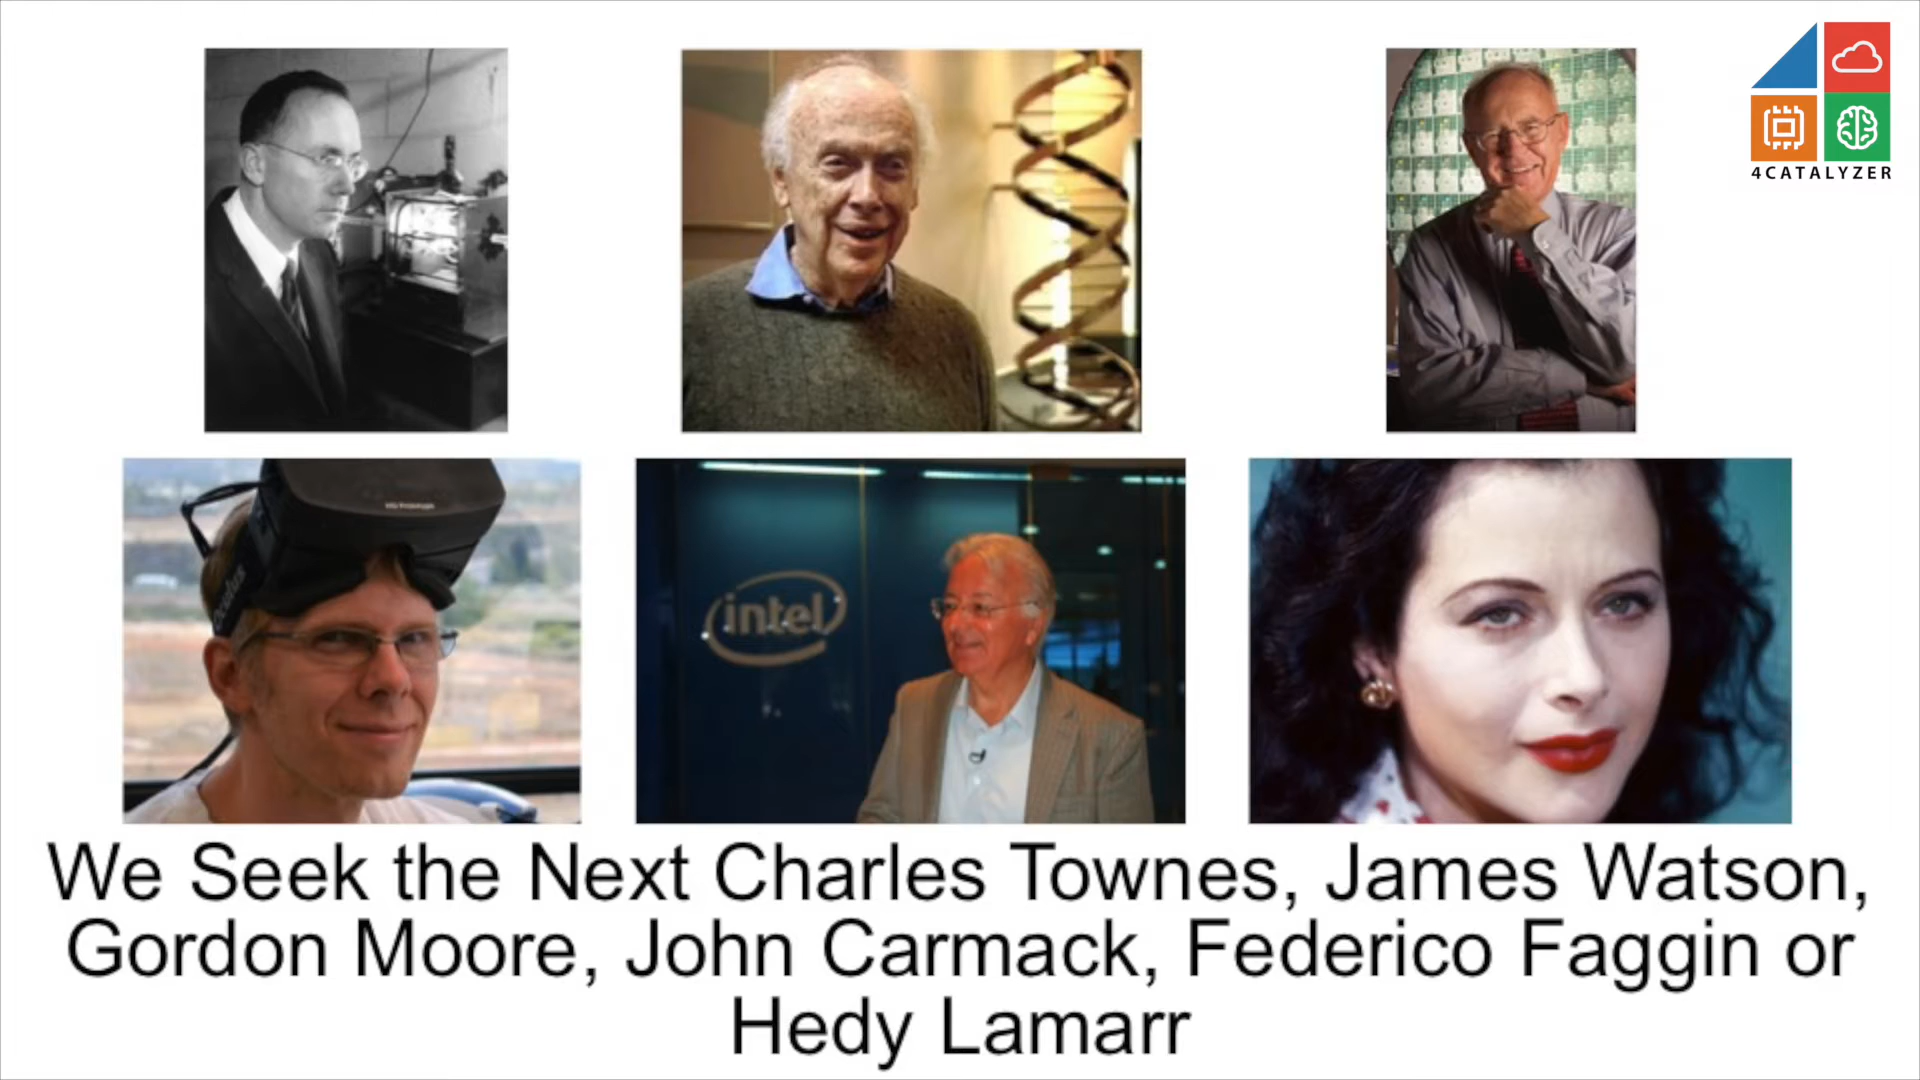 4CATALYZER
oculus
intel
We Seek the Next Charles Townes, James Watson,
Gordon Moore, John Carmack, Federico Faggin or
Hedy Lamarr